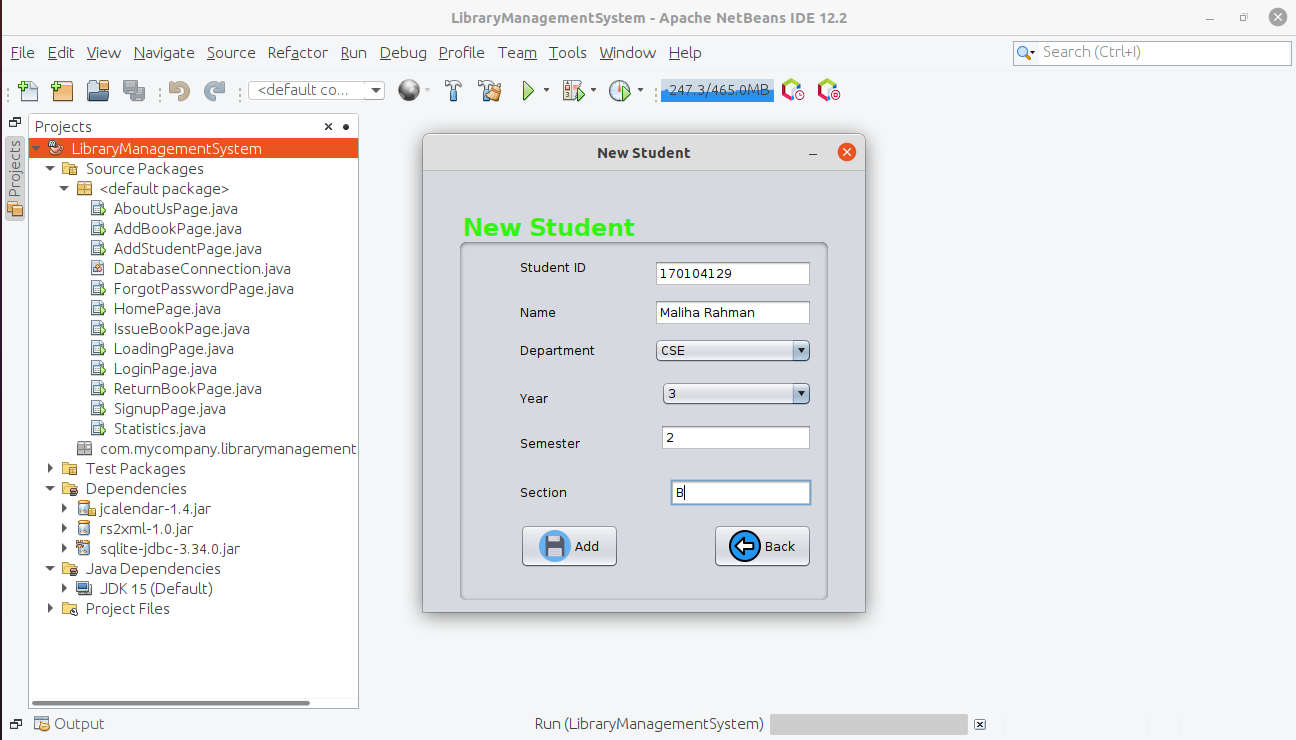 LibraryManagementSystem - Apache NetBeans IDE 12.2
File Edit View Navigate Source Refactor Run Debug Profile Team Tools Window Help
Search (Ctrl+I)
<default co...
247.3/465.0MB
Projects
Projects
LibraryManagementSystem
Source Packages
<default package>
AboutUsPage.java
AddBookPage.java
AddStudentPage.java
DatabaseConnection.java
ForgotPasswordPage.java
HomePage.java
IssueBookPage.java
LoadingPage.java
LoginPage.java
ReturnBookPage.java
SignupPage.java
Statistics.java
com.mycompany.librarymanagement
Test Packages
Dependencies
jcalendar-1.4.jar
rs2xml-1.0.jar
sqlite-jdbc-3.34.0.jar
Java Dependencies
JDK 15 (Default)
Project Files
New Student
New Student
Student ID 170104129
Name Maliha Rahman
Department CSE
Year 3
Semester 2
Section B
Add Back
Output
Run (LibraryManagementSystem)